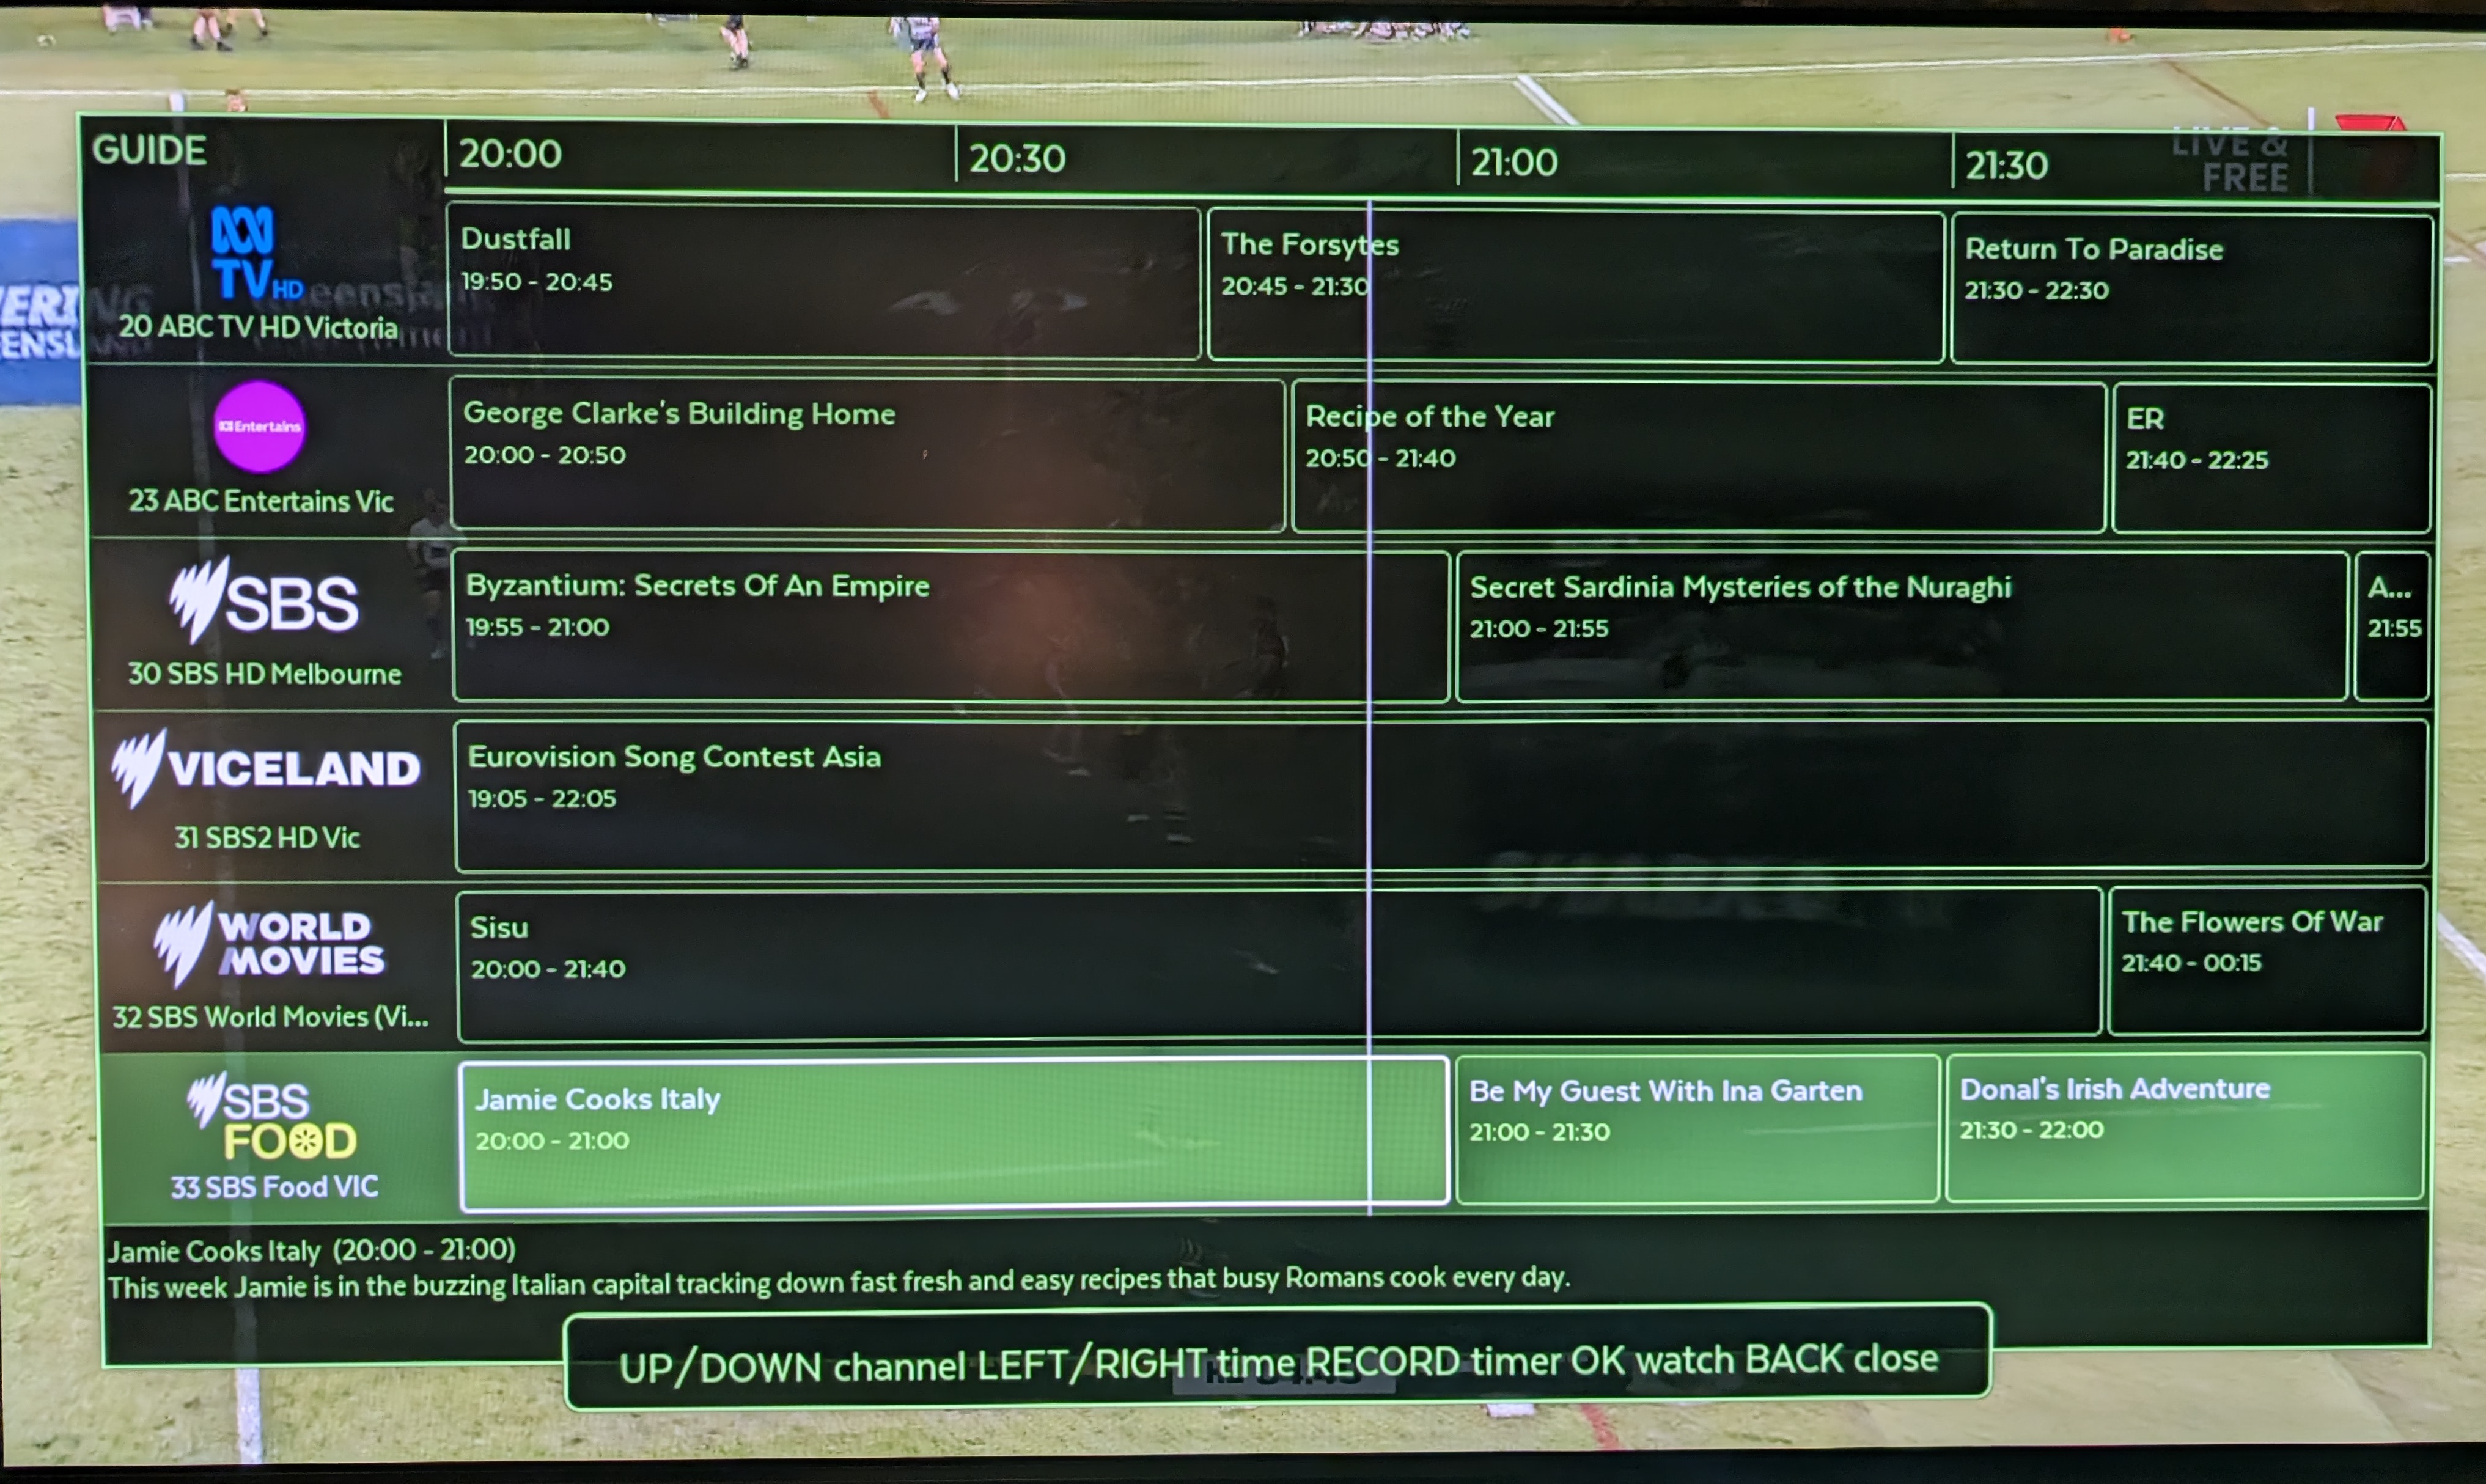 GUIDE
20:00
20:30
21:00
21:30
LIVE &
FREE
TV HD
20 ABC TV HD Victoria
Dustfall
19:50 - 20:45
The Forsytes
20:45 - 21:30
Return To Paradise
21:30 - 22:30
Entertains
23 ABC Entertains Vic
George Clarke's Building Home
20:00 - 20:50
Recipe of the Year
20:50 - 21:40
ER
21:40 - 22:25
SBS
30 SBS HD Melbourne
Byzantium: Secrets Of An Empire
19:55 - 21:00
Secret Sardinia Mysteries of the Nuraghi
21:00 - 21:55
A...
21:55
VICELAND
31 SBS2 HD Vic
Eurovision Song Contest Asia
19:05 - 22:05
WORLD
MOVIES
32 SBS World Movies (Vi...
Sisu
20:00 - 21:40
The Flowers Of War
21:40 - 00:15
SBS
FOOD
33 SBS Food VIC
Jamie Cooks Italy
20:00 - 21:00
Be My Guest With Ina Garten
21:00 - 21:30
Donal's Irish Adventure
21:30 - 22:00
Jamie Cooks Italy (20:00 - 21:00)
This week Jamie is in the buzzing Italian capital tracking down fast fresh and easy recipes that busy Romans cook every day.
UP/DOWN channel LEFT/RIGHT time RECORD timer OK watch BACK close